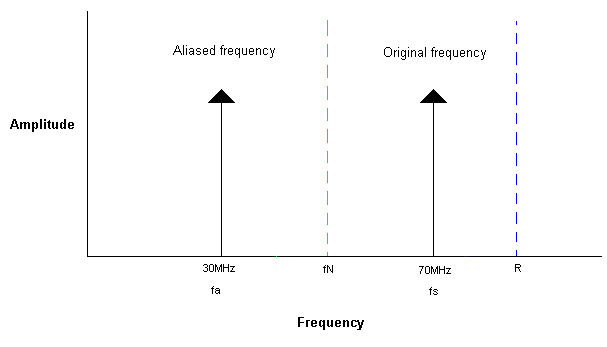 Aliased frequency
Original frequency
Amplitude
30MHz
fN
70MHz
R
fa
fs
Frequency